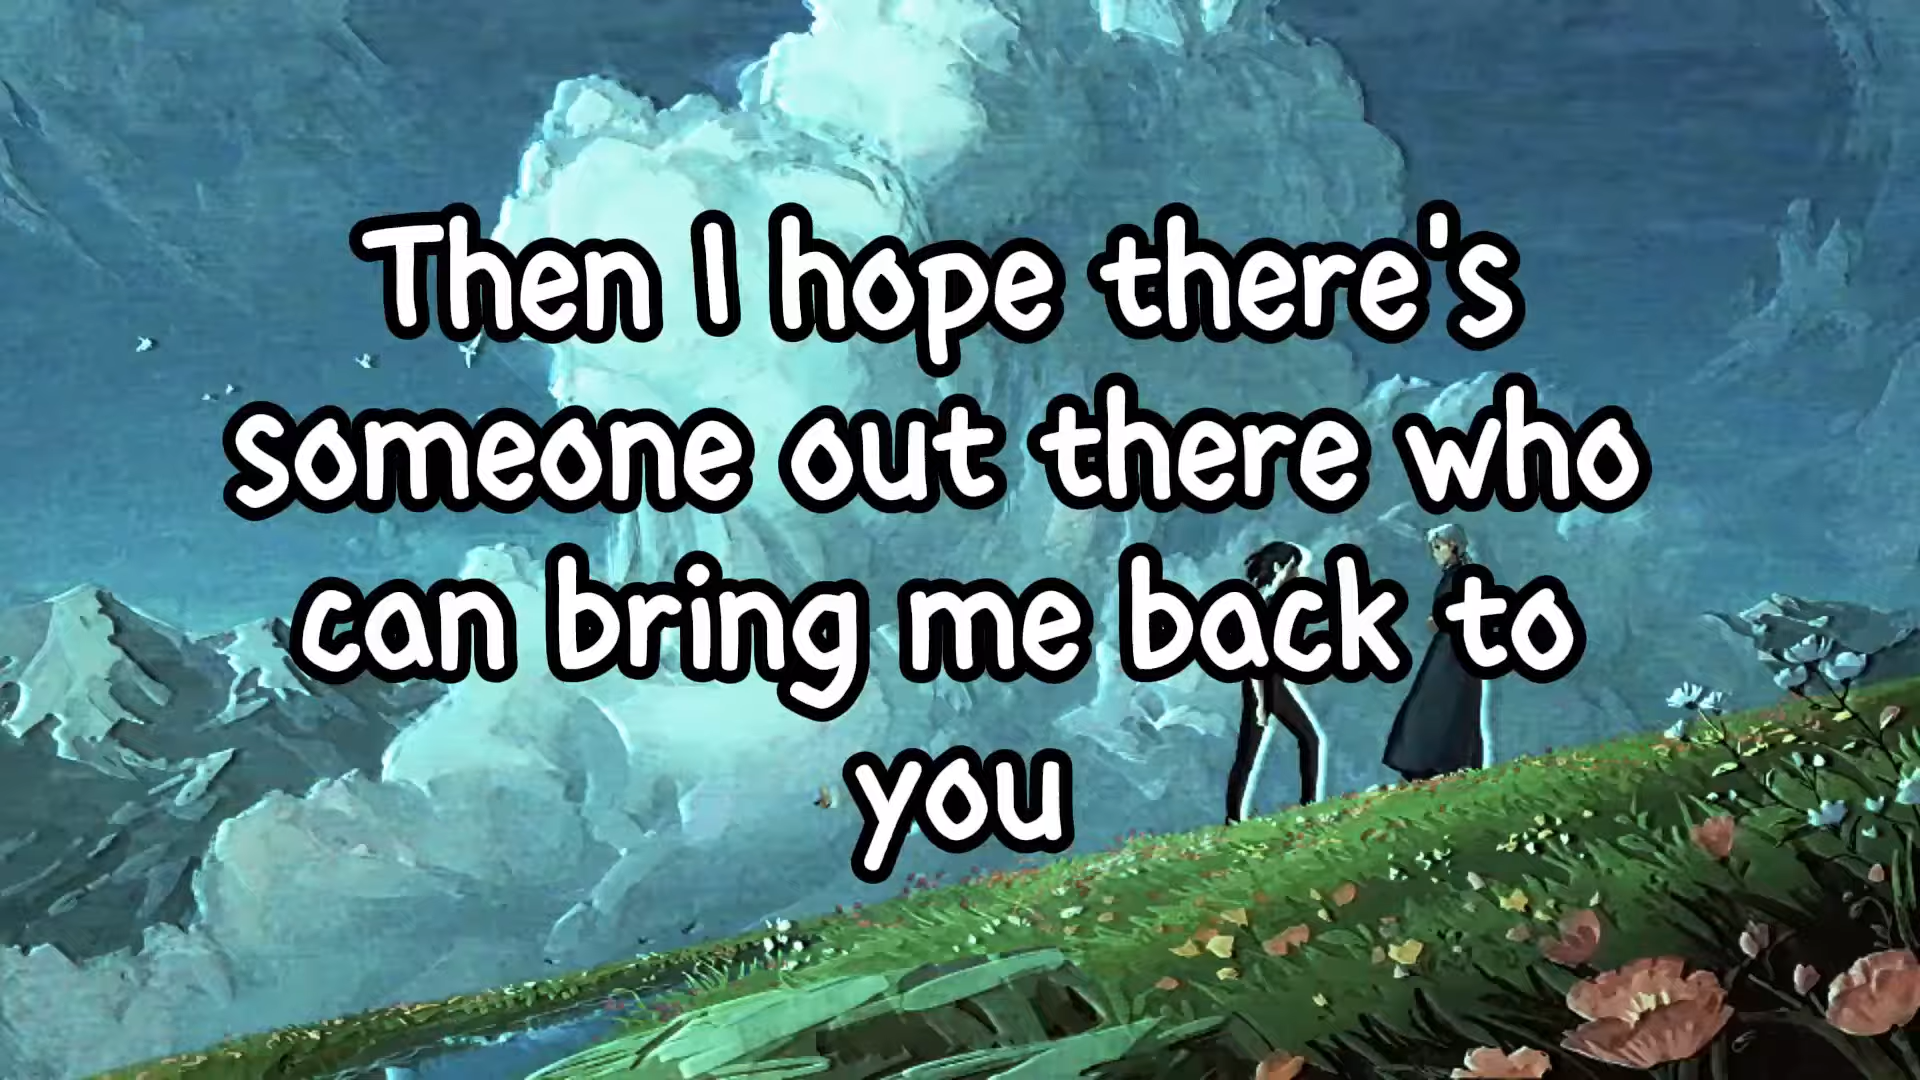 Then I hope there's
someone out there who
can bring me back to
you